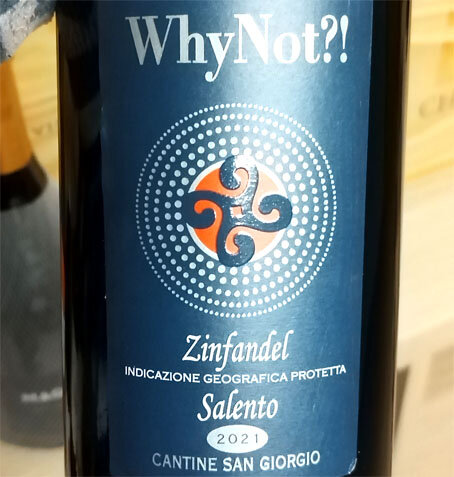 WhyNot?!
Zinfandel
INDICAZIONE GEOGRAFICA PROTETTA
Salento
2021
CANTINE SAN GIORGIO